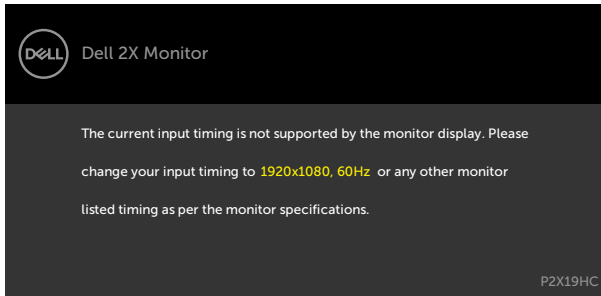 DELL
Dell 2X Monitor
The current input timing is not supported by the monitor display. Please
change your input timing to 1920x1080, 60Hz or any other monitor
listed timing as per the monitor specifications.
P2X19HC